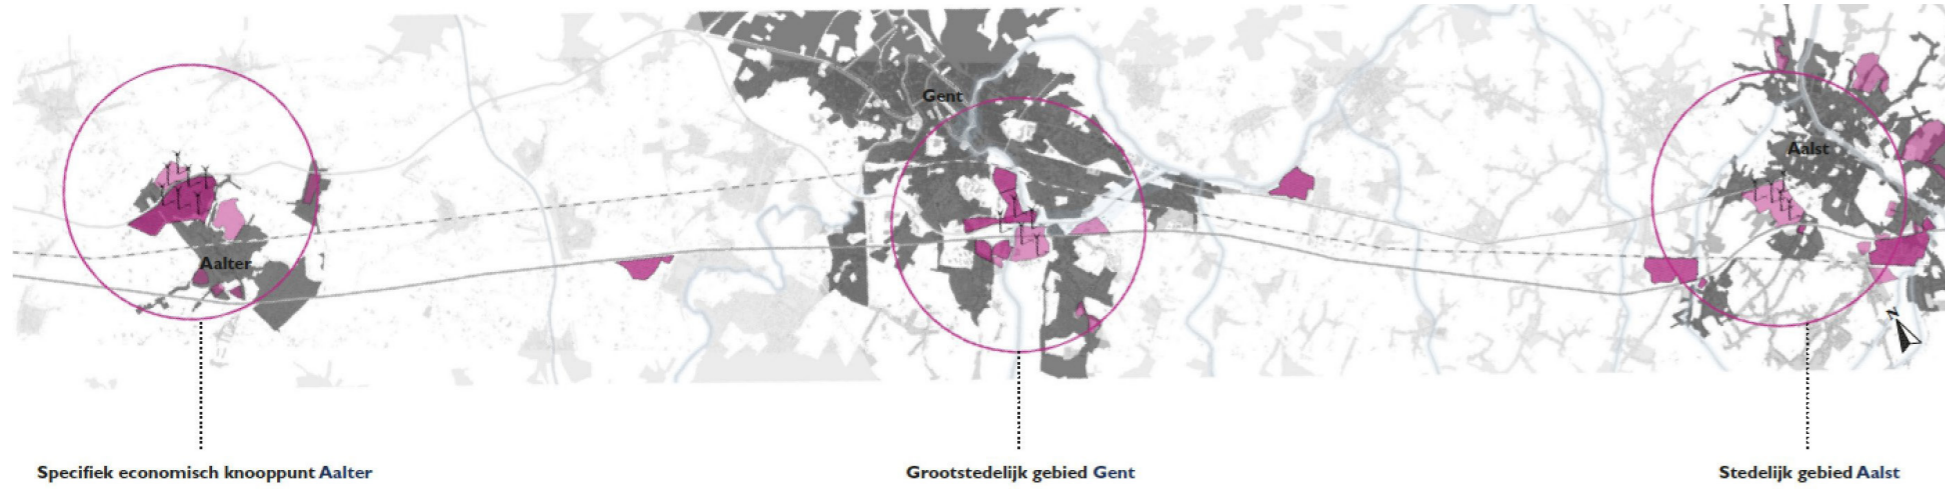 Gent
Aalst
Aalter
N
Specifiek economisch knooppunt Aalter
Grootstedelijk gebied Gent
Stedelijk gebied Aalst